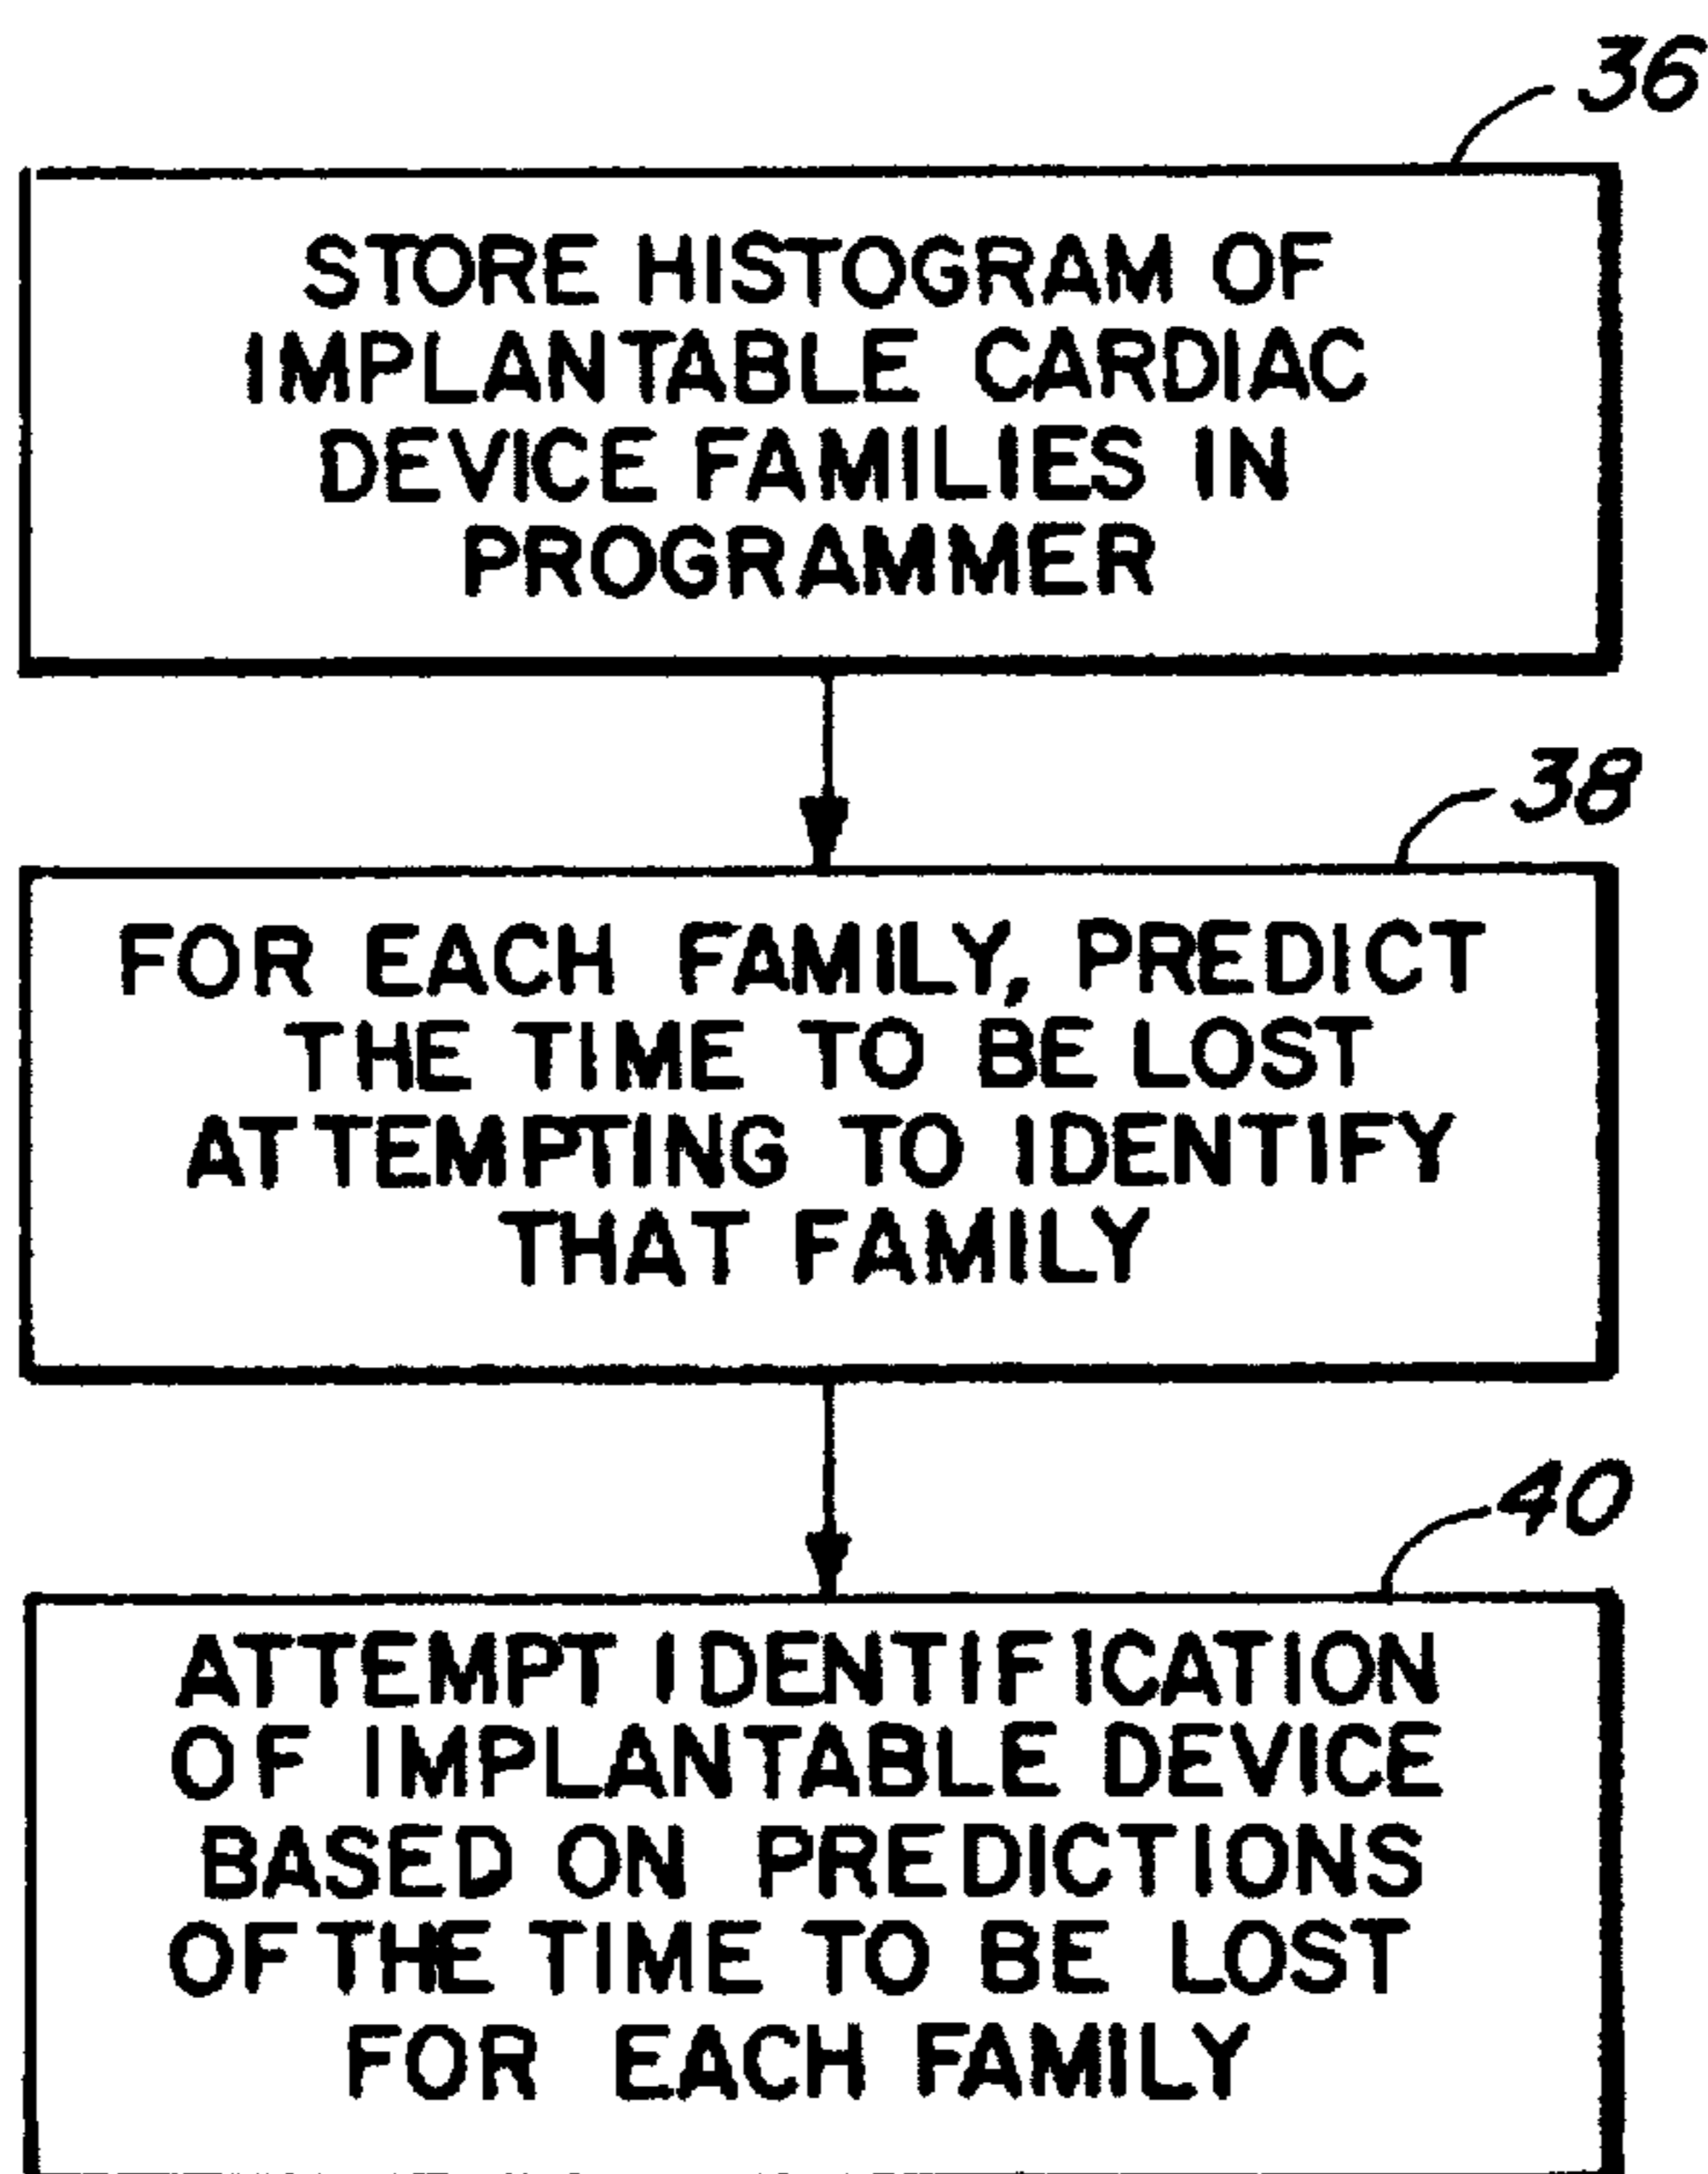 36
STORE HISTOGRAM OF
IMPLANTABLE CARDIAC
DEVICE FAMILIES IN
PROGRAMMER
38
FOR EACH FAMILY, PREDICT
THE TIME TO BE LOST
ATTEMPTING TO IDENTIFY
THAT FAMILY
40
ATTEMPT IDENTIFICATION
OF IMPLANTABLE DEVICE
BASED ON PREDICTIONS
OF THE TIME TO BE LOST
FOR EACH FAMILY